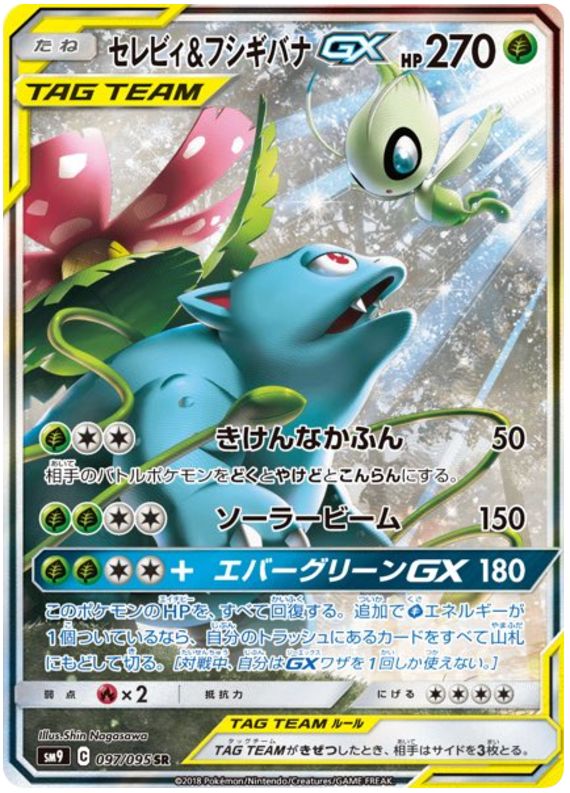 たね セレビィ&フシギバナGX HP270
TAG TEAM
きけんなかふん 50
相手のバトルポケモンをどくとやけどとこんらんにする。
ソーラービーム 150
+ エバーグリーンGX 180
このポケモンのHPを、すべて回復する。追加でエネルギーが
1個ついているなら、自分のトラッシュにあるカードをすべて山札
にもどして切る。[対戦中、自分はGXワザを1回しか使えない。]
弱点 ×2 抵抗力 にげる
Illus.Shin Nagasawa
TAG TEAM ルール
TAG TEAMがきぜつしたとき、相手はサイドを3枚とる。
SM9 C 097/095 SR
©2018 Pokémon/Nintendo/Creatures/GAME FREAK.